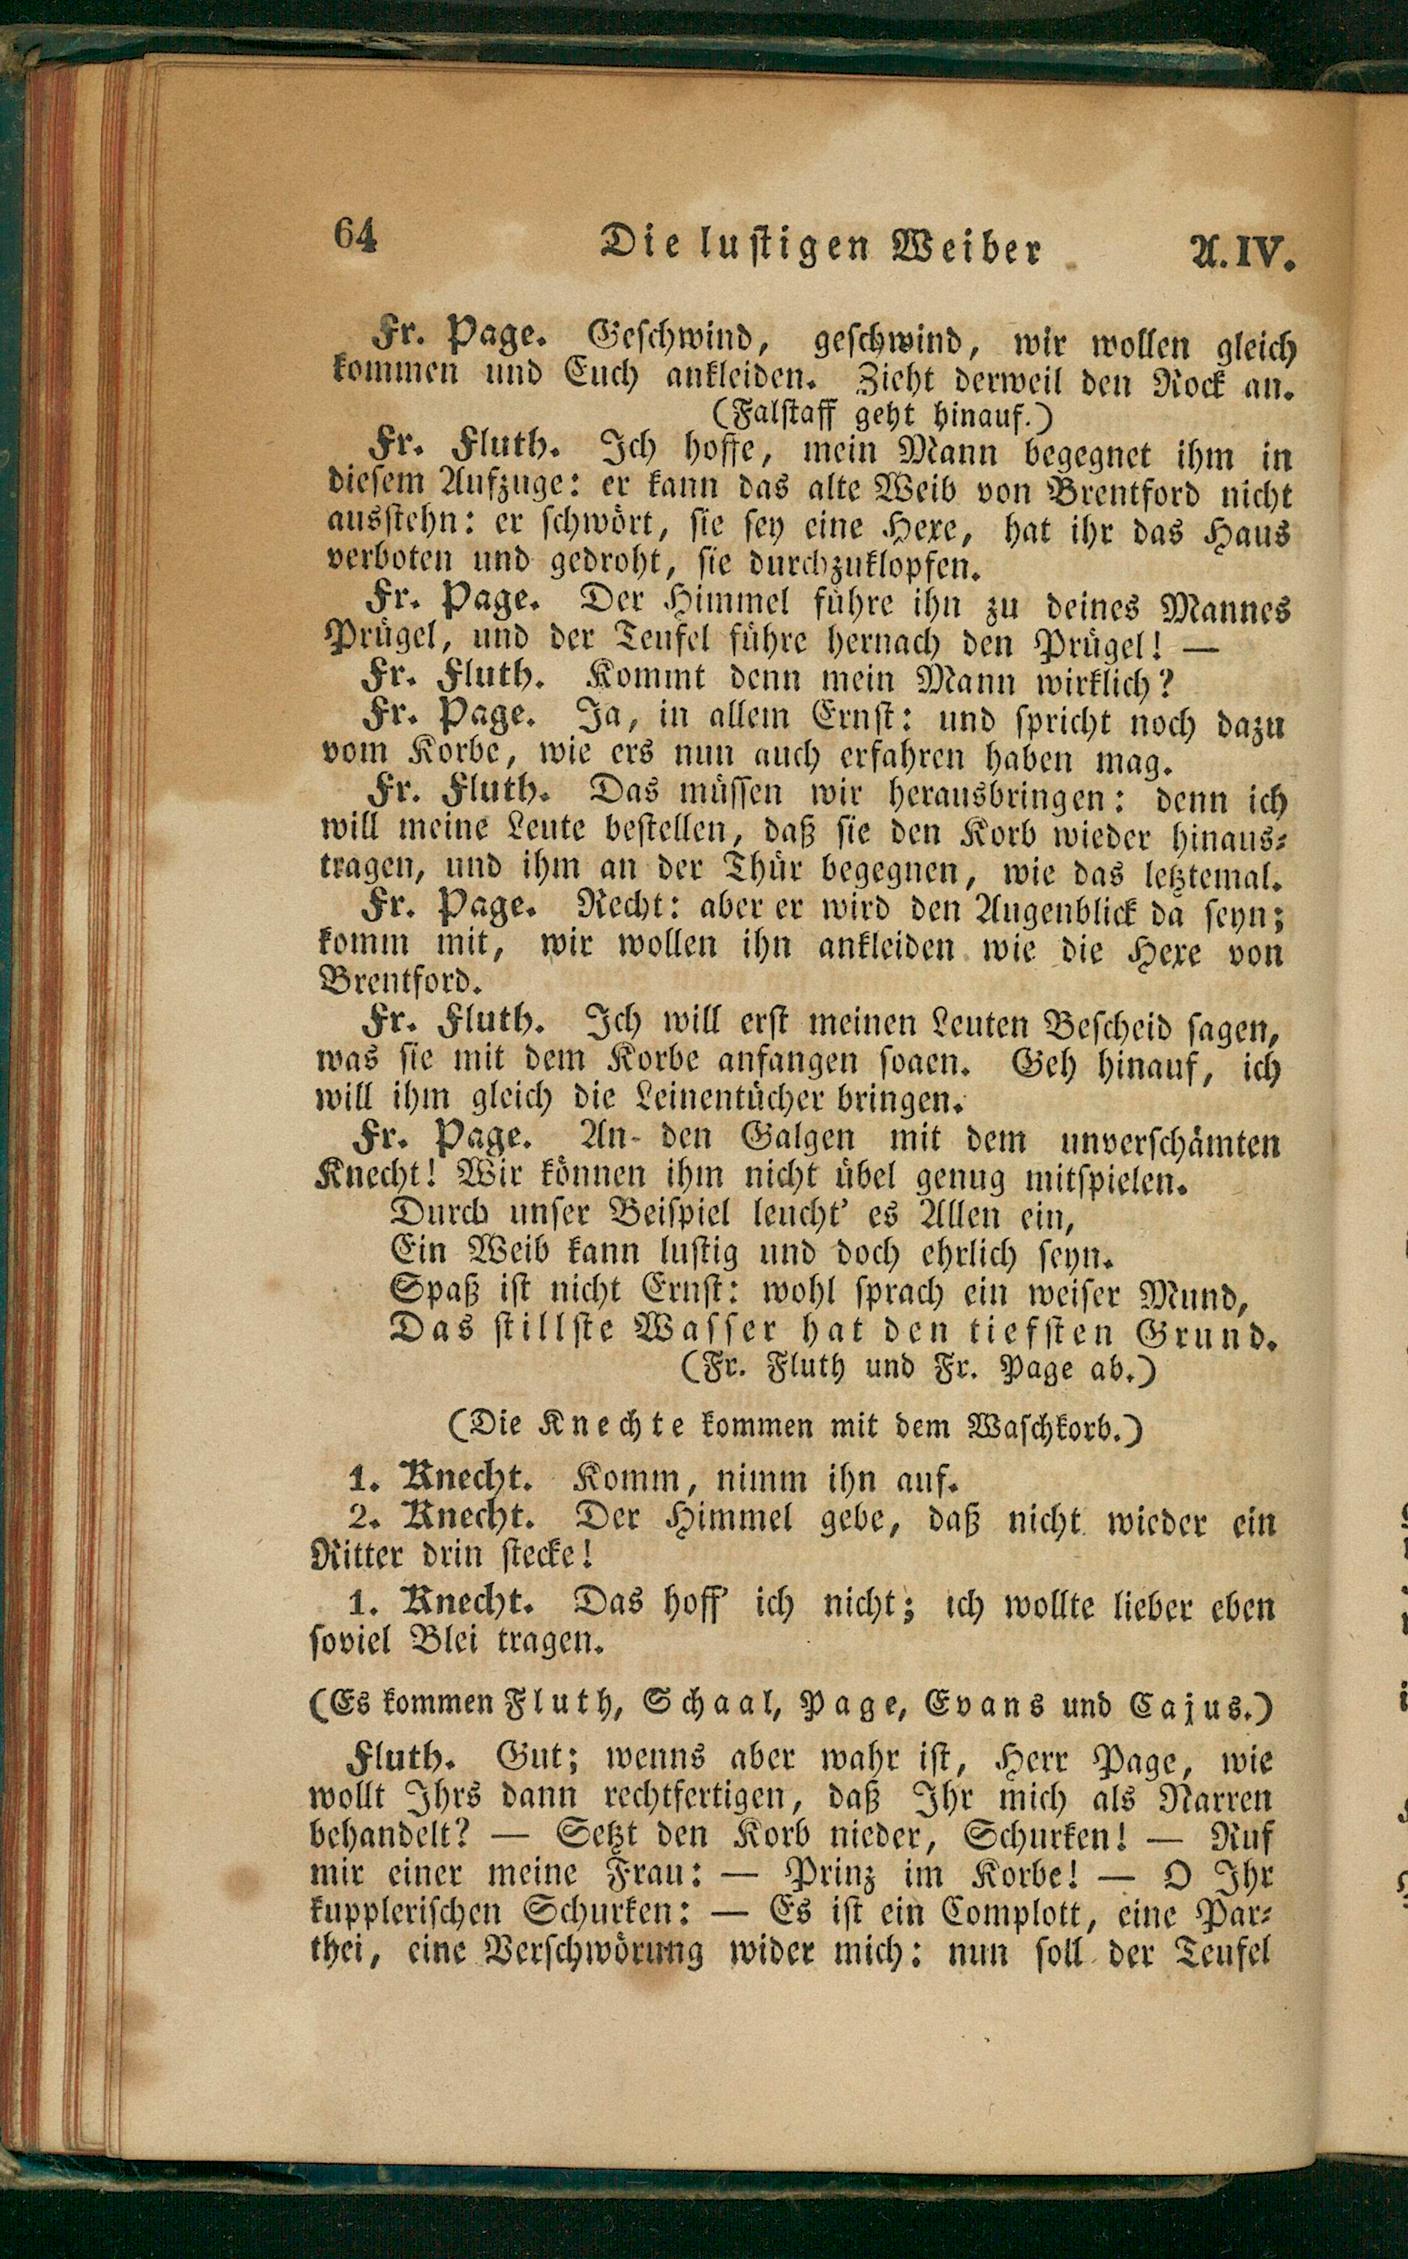 64 Die lustigen Weiber A. IV.
Fr. Page. Geschwind, geschwind, wir wollen gleich
kommen und Euch ankleiden. Zieht derweil den Rock an.
(Falstaff geht hinauf.)
Fr. Fluth. Ich hoffe, mein Mann begegnet ihm in
diesem Aufzuge: er kann das alte Weib von Brentford nicht
ausstehn: er schwört, sie sey eine Hexe, hat ihr das Haus
verboten und gedroht, sie durchzuklopfen.
Fr. Page. Der Himmel führe ihn zu deines Mannes
Prügel, und der Teufel führe hernach den Prügel! —
Fr. Fluth. Kommt denn mein Mann wirklich?
Fr. Page. Ja, in allem Ernst: und spricht noch dazu
vom Korbe, wie ers nun auch erfahren haben mag.
Fr. Fluth. Das müssen wir herausbringen: denn ich
will meine Leute bestellen, daß sie den Korb wieder hinaus-
tragen, und ihm an der Thür begegnen, wie das letztemal.
Fr. Page. Recht: aber er wird den Augenblick da seyn;
komm mit, wir wollen ihn ankleiden wie die Hexe von
Brentford.
Fr. Fluth. Ich will erst meinen Leuten Bescheid sagen,
was sie mit dem Korbe anfangen soaen. Geh hinauf, ich
will ihm gleich die Leinentücher bringen.
Fr. Page. An den Galgen mit dem unverschämten
Knecht! Wir können ihm nicht übel genug mitspielen.
Durch unser Beispiel leucht' es Allen ein,
Ein Weib kann lustig und doch ehrlich seyn.
Spaß ist nicht Ernst: wohl sprach ein weiser Mund,
Das stillste Wasser hat den tiefsten Grund.
(Fr. Fluth und Fr. Page ab.)
(Die Knechte kommen mit dem Waschkorb.)
1. Knecht. Komm, nimm ihn auf.
2. Knecht. Der Himmel gebe, daß nicht wieder ein
Ritter drin stecke!
1. Knecht. Das hoff' ich nicht; ich wollte lieber eben
soviel Blei tragen.
(Es kommen Fluth, Schaal, Page, Evans und Cajus.)
Fluth. Gut; wenns aber wahr ist, Herr Page, wie
wollt Ihrs dann rechtfertigen, daß Ihr mich als Narren
behandelt? — Setzt den Korb nieder, Schurken! — Ruf
mir einer meine Frau: — Prinz im Korbe! — O Ihr
kupplerischen Schurken: — Es ist ein Complott, eine Par-
thei, eine Verschwörung wider mich: nun soll der Teufel